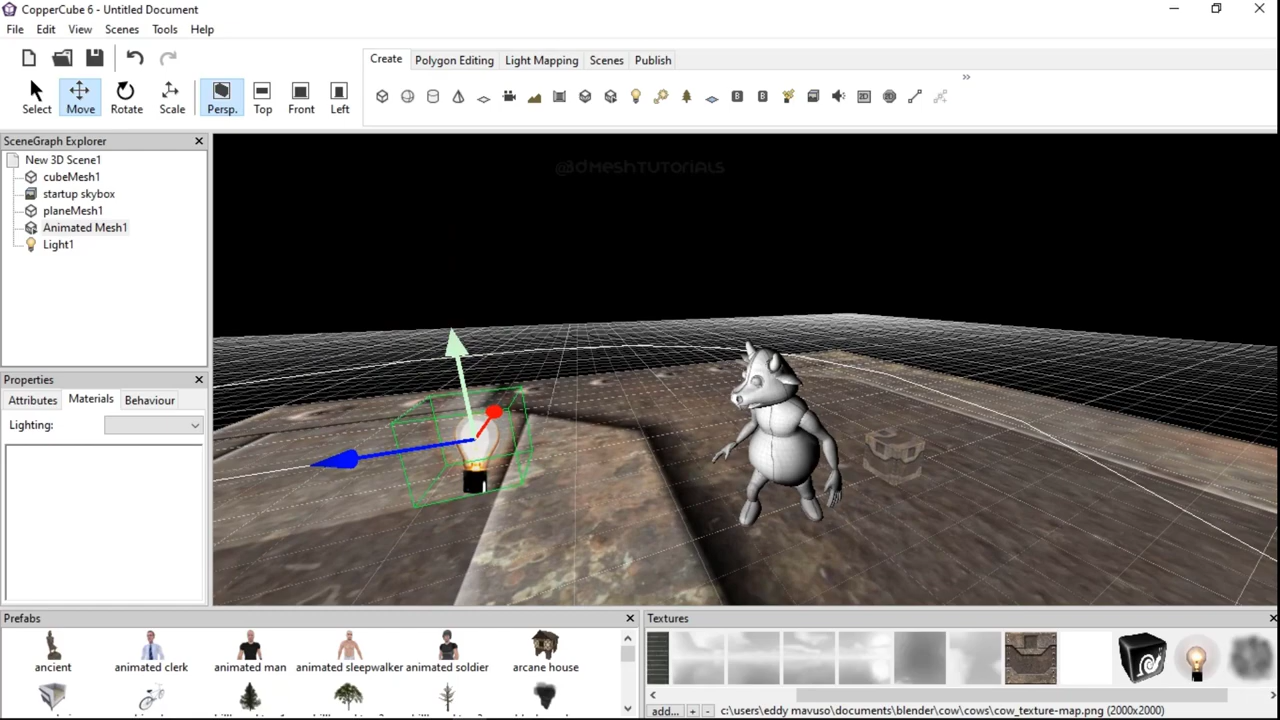 CopperCube 6 - Untitled Document
File Edit View Scenes Tools Help
Create Polygon Editing Light Mapping Scenes Publish
Select Move Rotate Scale Persp. Top Front Left
SceneGraph Explorer
New 3D Scene1
cubeMesh1
startup skybox
planeMesh1
Animated Mesh1
Light1
@3dMeshTutorials
Properties
Attributes Materials Behaviour
Lighting:
Prefabs
ancient animated clerk animated man animated sleepwalker animated soldier arcane house
Textures
add... + - c:\users\eddy mavuso\documents\blender\cow\cows\cow_texture-map.png (2000x2000)